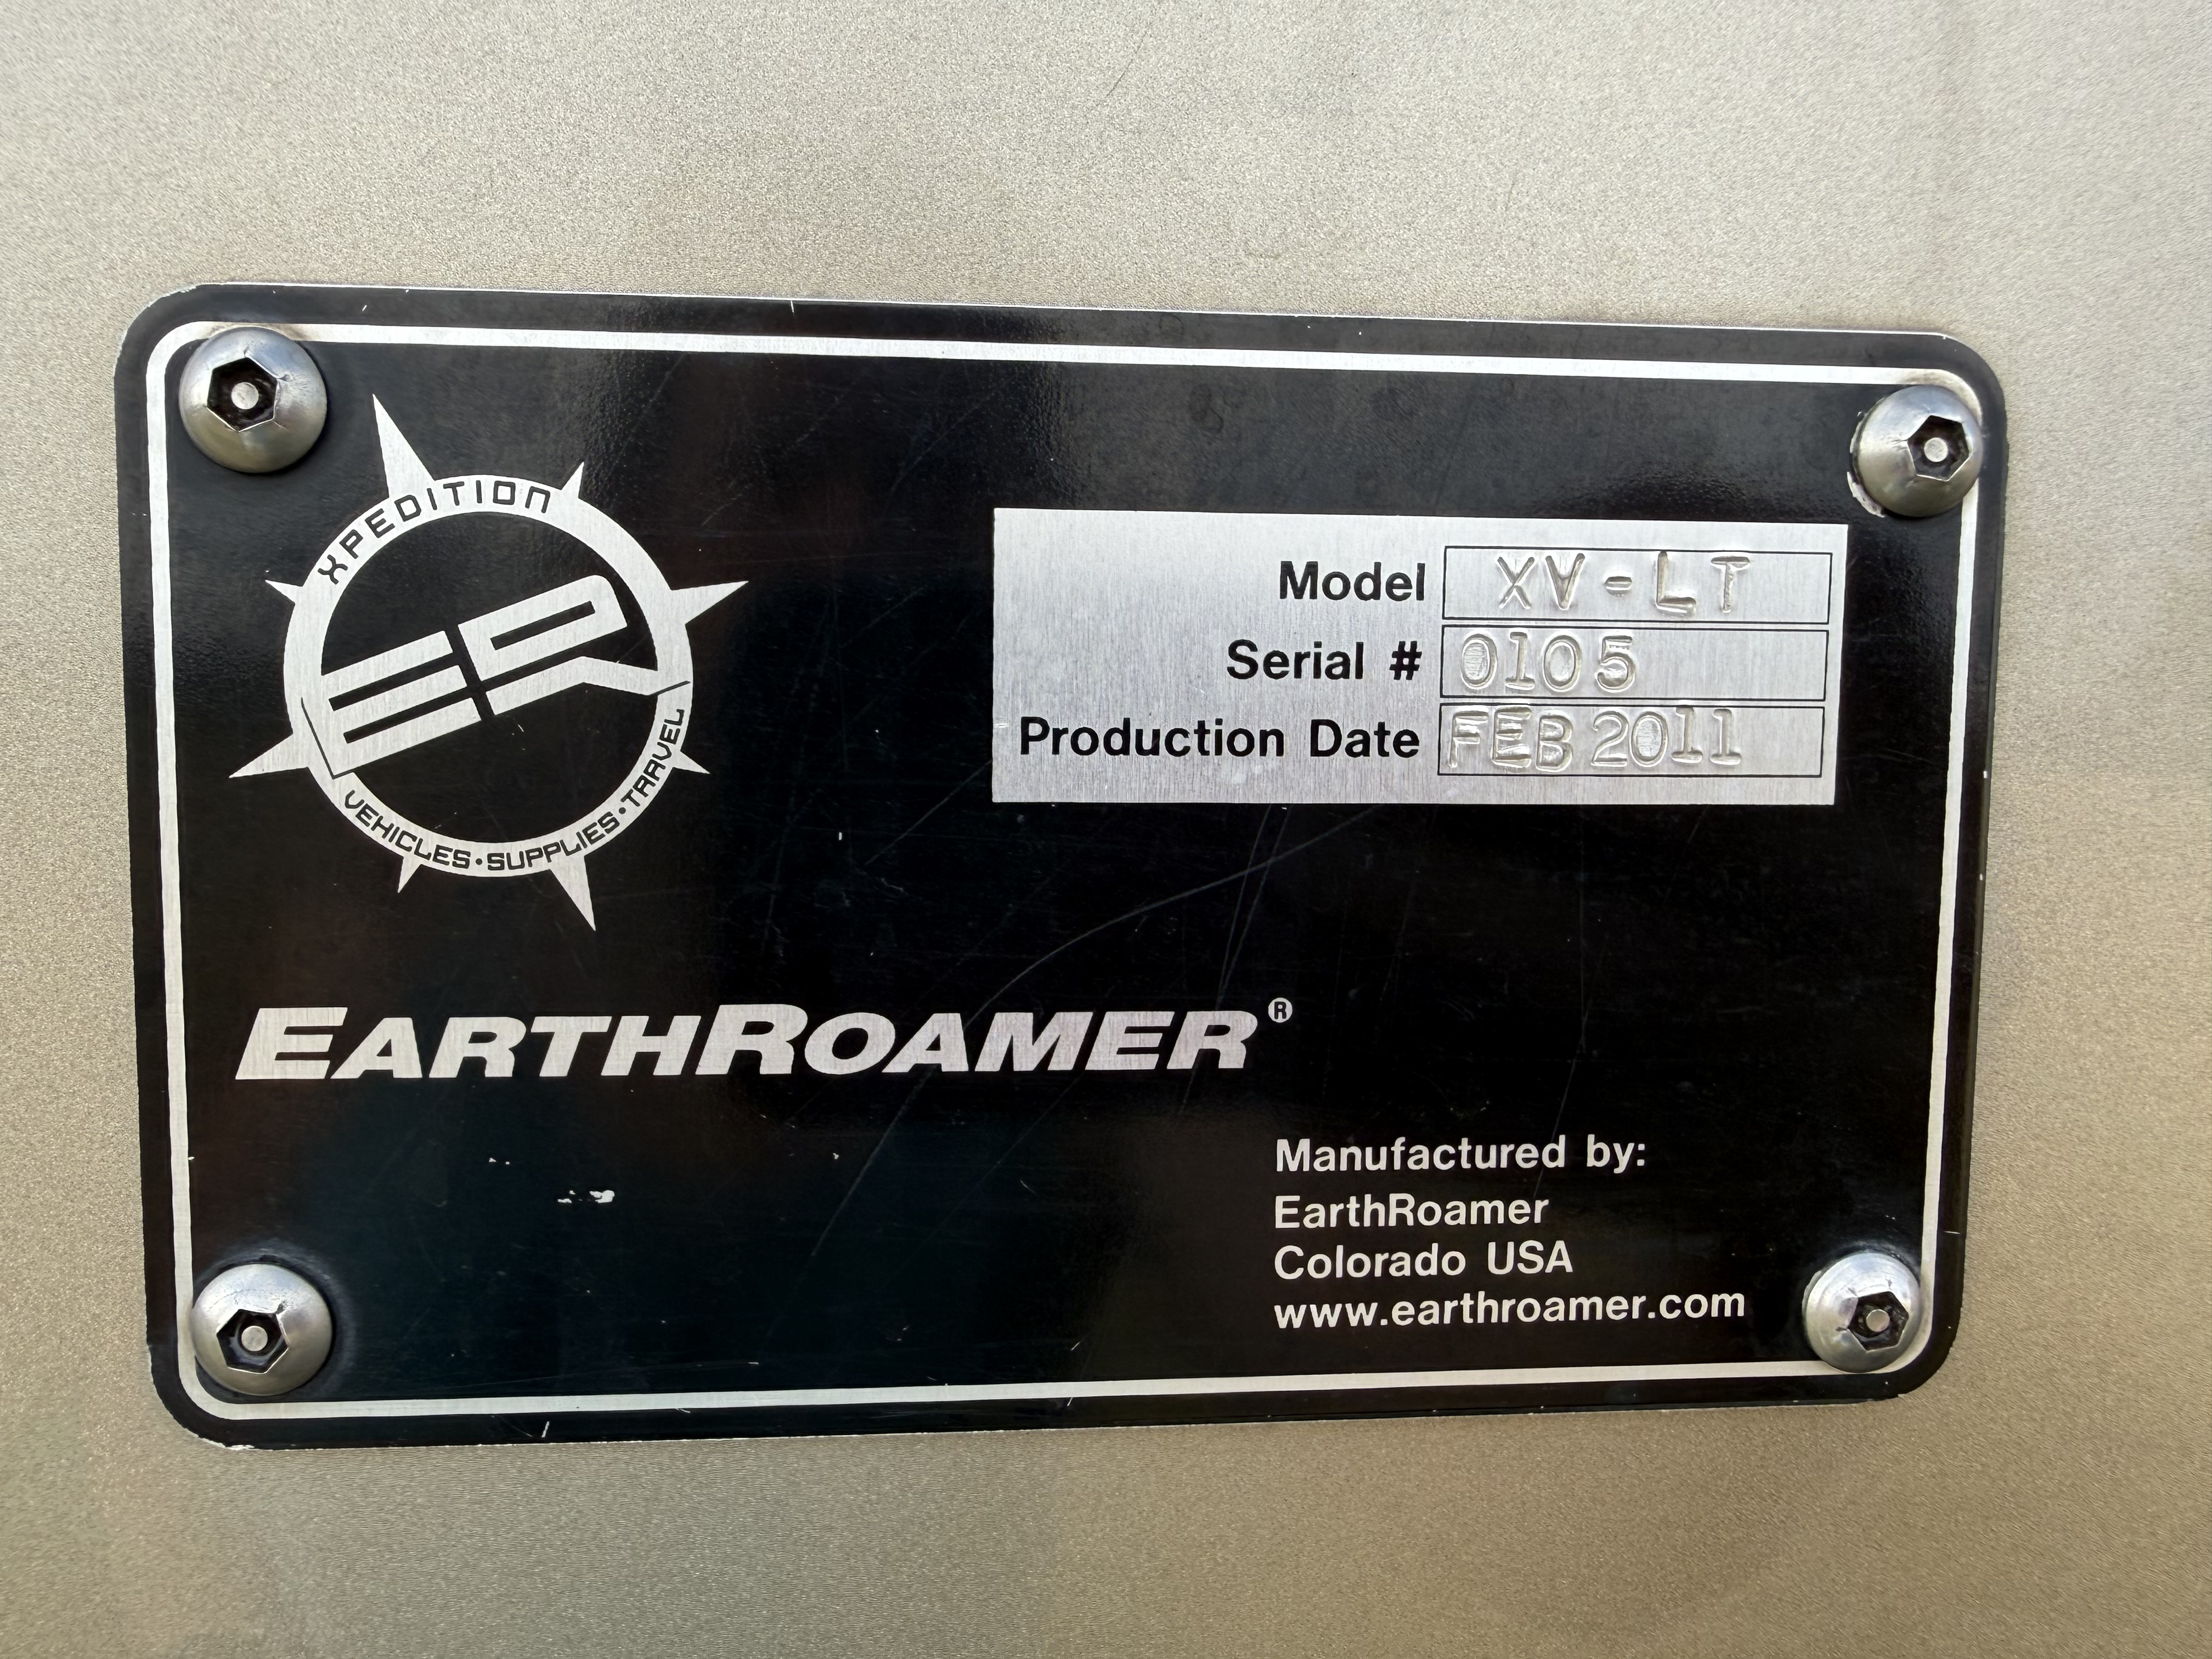 XPEDITION
ER
VEHICLES•SUPPLIES•TRAVEL
Model XV-LT
Serial # 0105
Production Date FEB 2011
EARTHROAMER®
Manufactured by:
EarthRoamer
Colorado USA
www.earthroamer.com